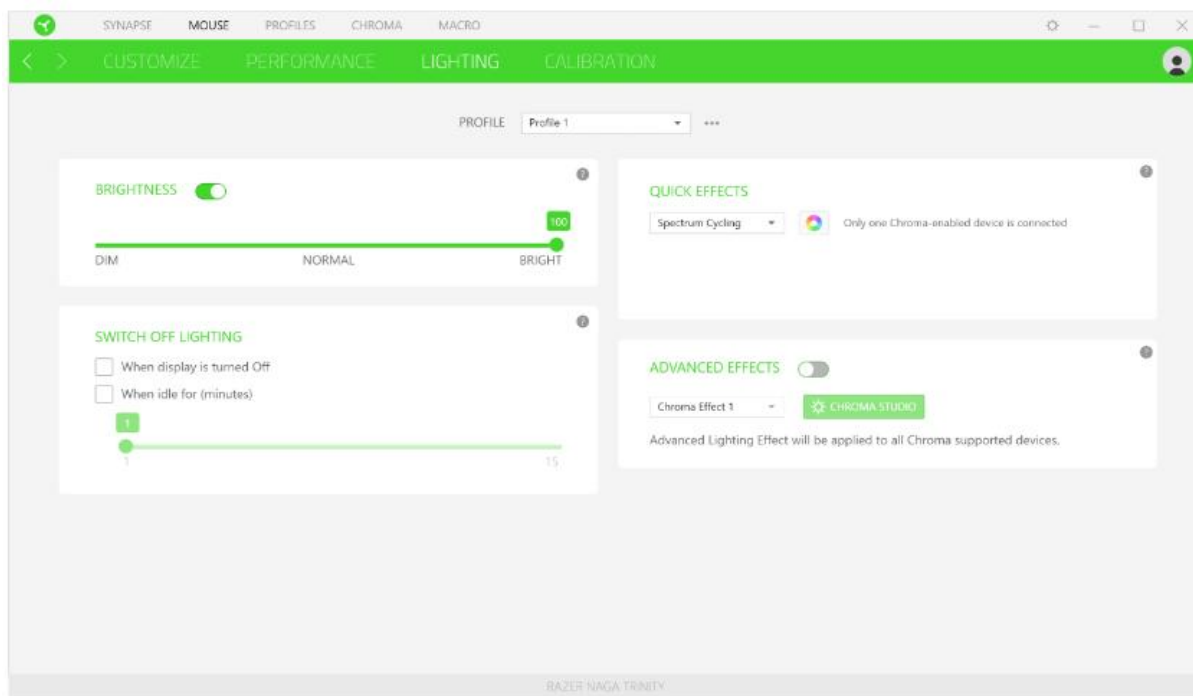 SYNAPSE MOUSE PROFILES CHROMA MACRO
CUSTOMIZE PERFORMANCE LIGHTING CALIBRATION
PROFILE Profile 1
BRIGHTNESS
100
DIM NORMAL BRIGHT
SWITCH OFF LIGHTING
When display is turned Off
When idle for (minutes)
1
1 15
QUICK EFFECTS
Spectrum Cycling Only one Chroma-enabled device is connected
ADVANCED EFFECTS
Chroma Effect 1 CHROMA STUDIO
Advanced Lighting Effect will be applied to all Chroma supported devices.
RAZER NAGA TRINITY